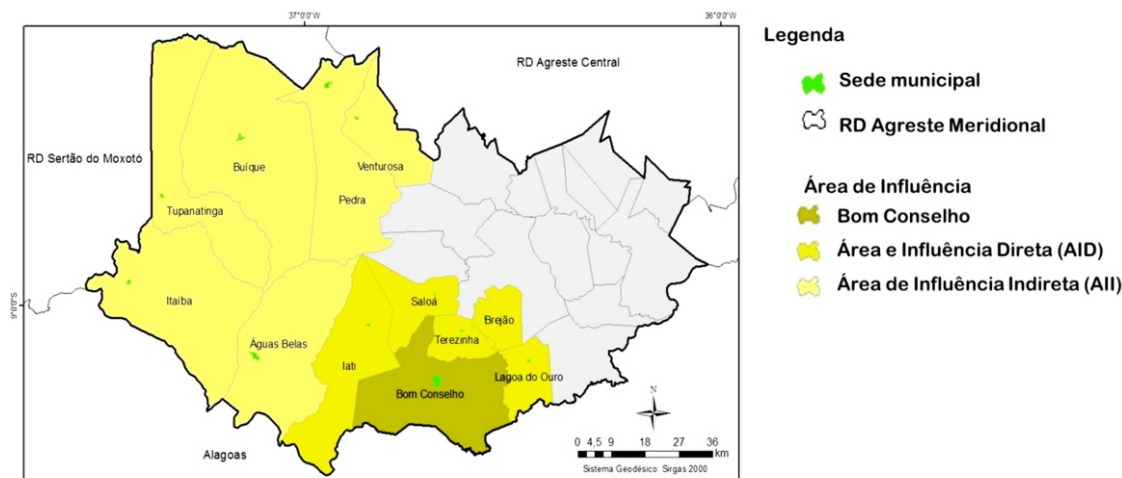 37°0'0"W
36°0'0"W
Legenda
RD Agreste Central
Sede municipal
RD Agreste Meridional
RD Sertão do Moxotó
Buíque
Venturosa
Pedra
Tupanatinga
Área de Influência
Bom Conselho
Área e Influência Direta (AID)
Área de Influência Indireta (AII)
9°0'0"S
Itaíba
Saloá
Brejão
Terezinha
Águas Belas
Iati
Lagoa do Ouro
Bom Conselho
N
Alagoas
0 4,5 9 18 27 36
km
Sistema Geodésico: Sirgas 2000